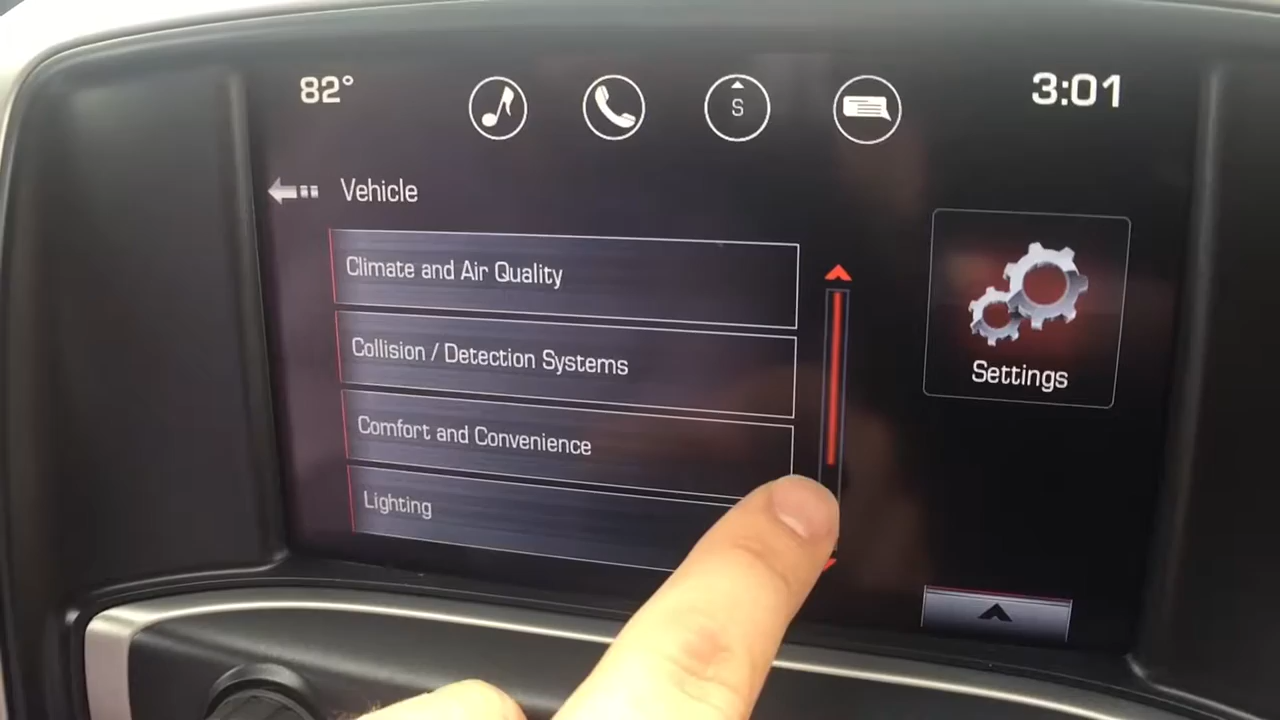 82°
S
3:01
Vehicle
Climate and Air Quality
Collision / Detection Systems
Comfort and Convenience
Lighting
Settings